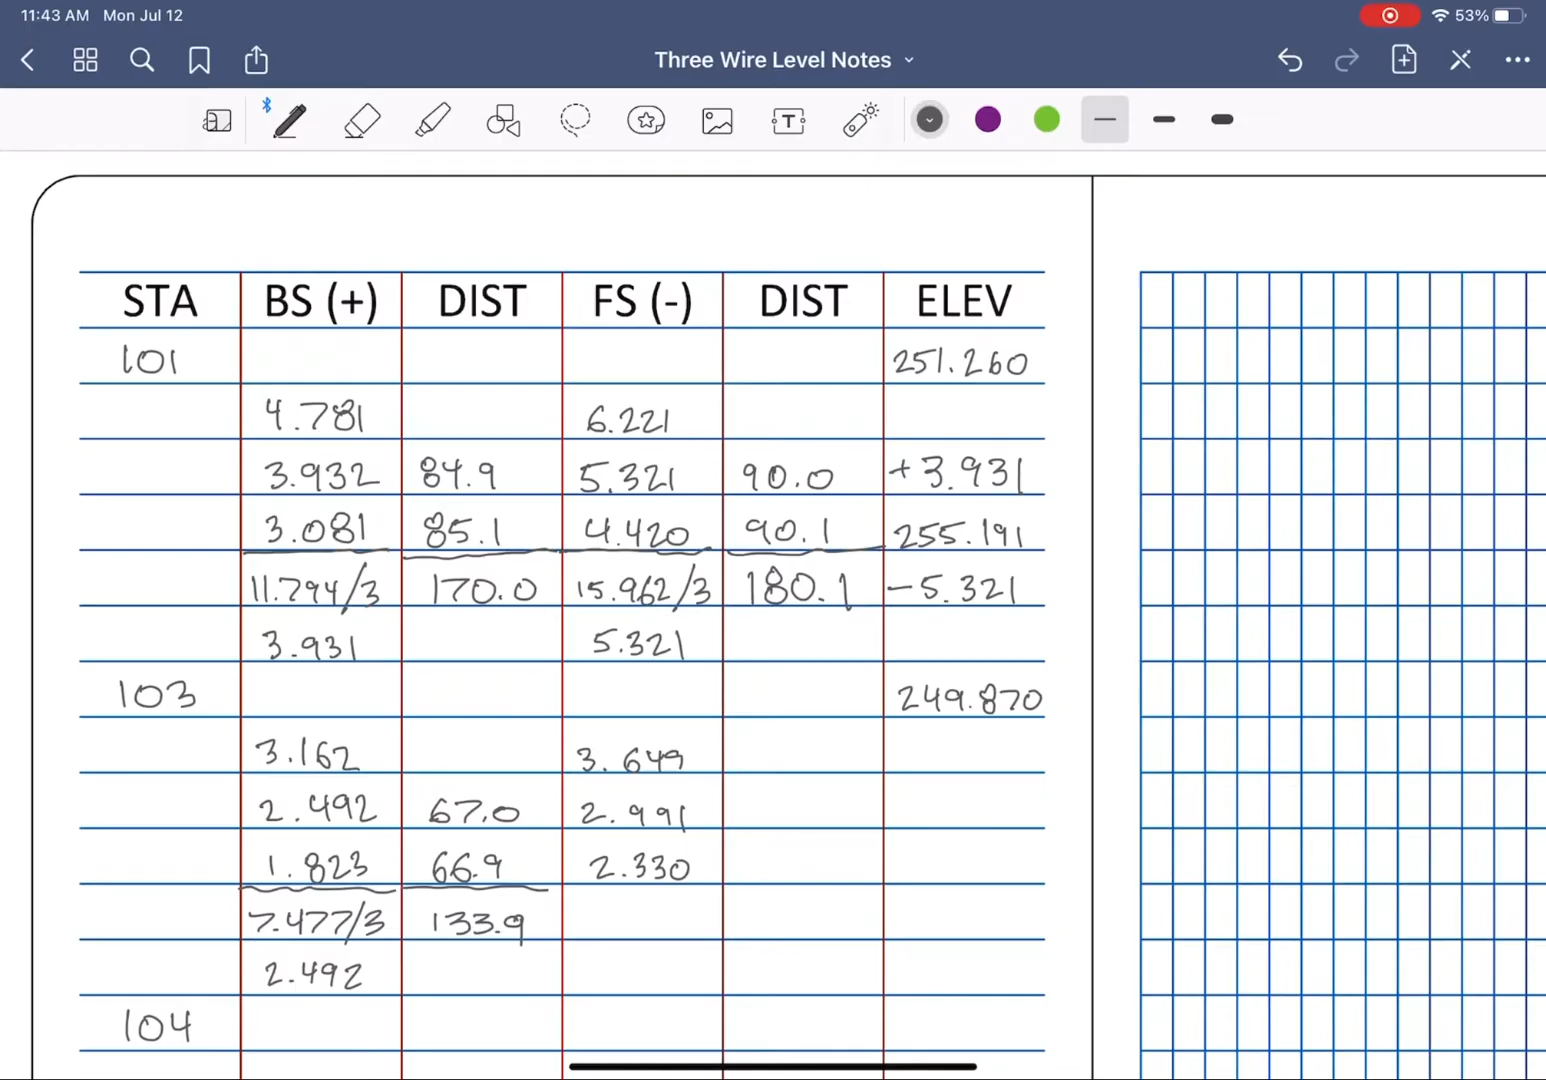 11:43 AM Mon Jul 12
53%
Three Wire Level Notes
STA BS (+) DIST FS (-) DIST ELEV
101 251.260
4.781 6.221
3.932 84.9 5.321 90.0 +3.931
3.081 85.1 4.420 90.1 255.191
11.794/3 170.0 15.962/3 180.1 -5.321
3.931 5.321
103 249.870
3.162 3.649
2.492 67.0 2.991
1.823 66.9 2.330
7.477/3 133.9
2.492
104